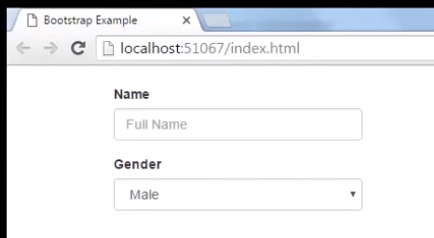 Bootstrap Example
localhost:51067/index.html
Name
Full Name
Gender
Male